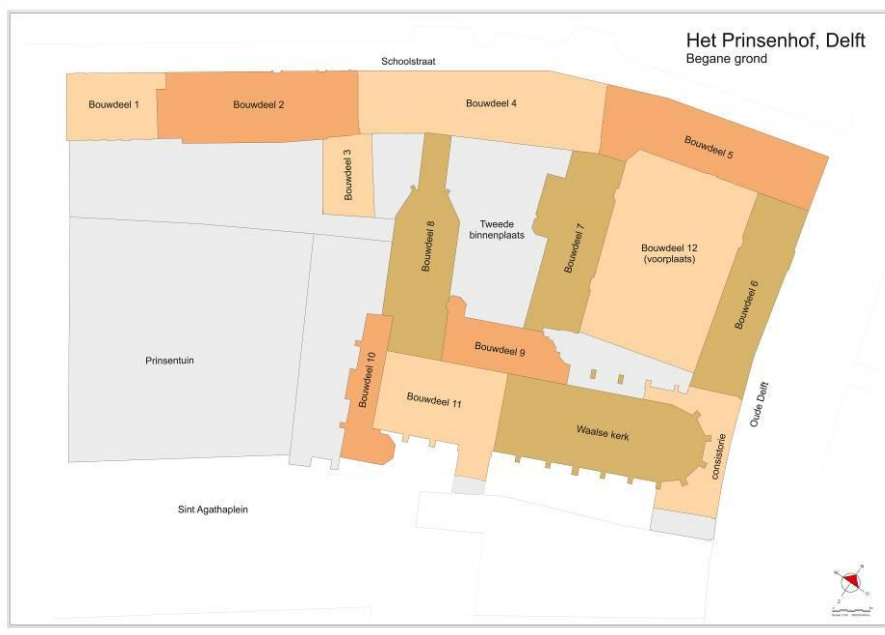 Het Prinsenhof, Delft
Begane grond
Schoolstraat
Bouwdeel 1
Bouwdeel 2
Bouwdeel 4
Bouwdeel 5
Bouwdeel 3
Bouwdeel 8
Tweede
binnenplaats
Bouwdeel 7
Bouwdeel 12
(voorplaats)
Bouwdeel 6
Prinsentuin
Bouwdeel 10
Bouwdeel 9
Bouwdeel 11
Waalse kerk
consistorie
Oude Delft
Sint Agathaplein
N
W
O
Z